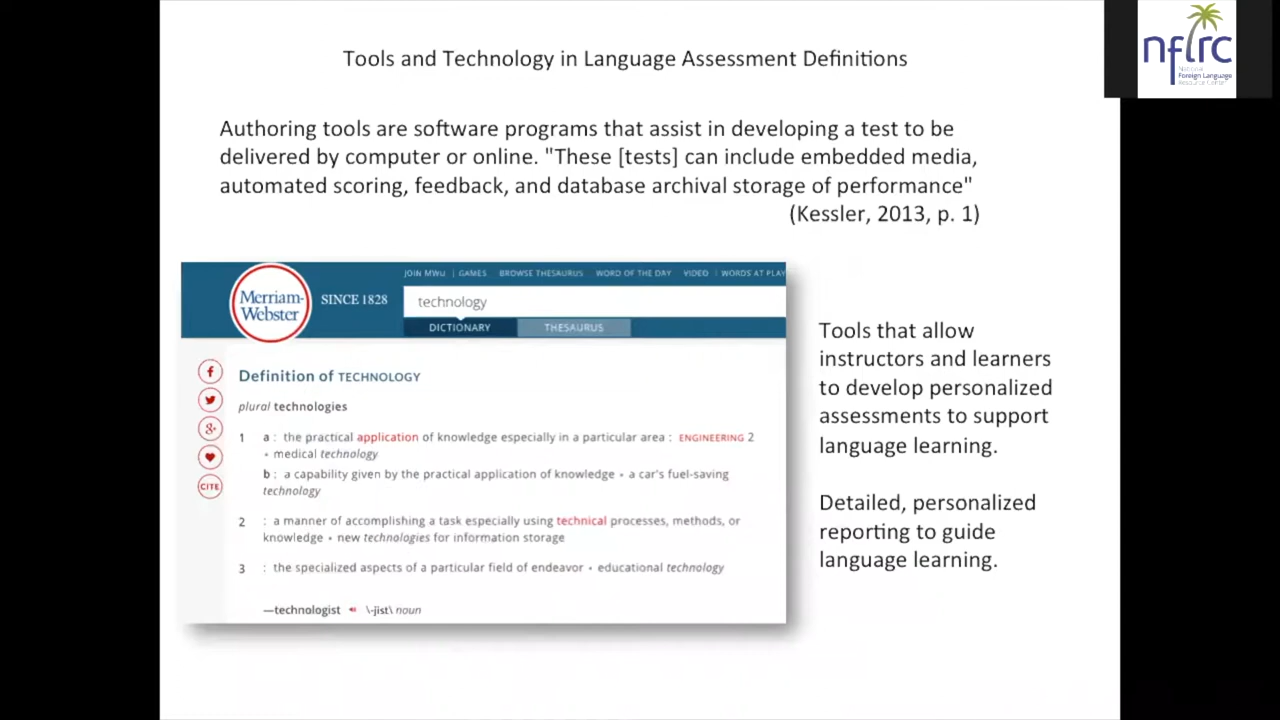 Tools and Technology in Language Assessment Definitions
nflrc
National
Foreign Language
Resource Center
Authoring tools are software programs that assist in developing a test to be
delivered by computer or online. "These [tests] can include embedded media,
automated scoring, feedback, and database archival storage of performance"
(Kessler, 2013, p. 1)
JOIN MWU | GAMES BROWSE THESAURUS WORD OF THE DAY VIDEO | WORDS AT PLAY
Merriam-
Webster
SINCE 1828
technology
DICTIONARY THESAURUS
Definition of TECHNOLOGY
plural technologies
1 a : the practical application of knowledge especially in a particular area : ENGINEERING 2
• medical technology
b : a capability given by the practical application of knowledge • a car's fuel-saving
technology
2 : a manner of accomplishing a task especially using technical processes, methods, or
knowledge • new technologies for information storage
3 : the specialized aspects of a particular field of endeavor • educational technology
—technologist \-jist\ noun
f
g+
CITE
Tools that allow
instructors and learners
to develop personalized
assessments to support
language learning.
Detailed, personalized
reporting to guide
language learning.